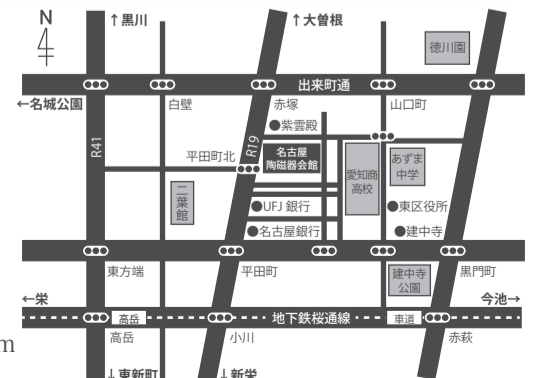 N
↑黒川
↑大曽根
徳川園
出来町通
←名城公園
白壁
赤塚
山口町
●紫雲殿
R41
R19
平田町北
名古屋
陶磁器会館
愛知商
高校
あずま
中学
二葉館
●UFJ 銀行
●東区役所
●名古屋銀行
●建中寺
東方端
平田町
建中寺
公園
黒門町
←栄
今池→
高岳
地下鉄桜通線
車道
高岳
小川
赤萩
m
↓東新町
↓新栄